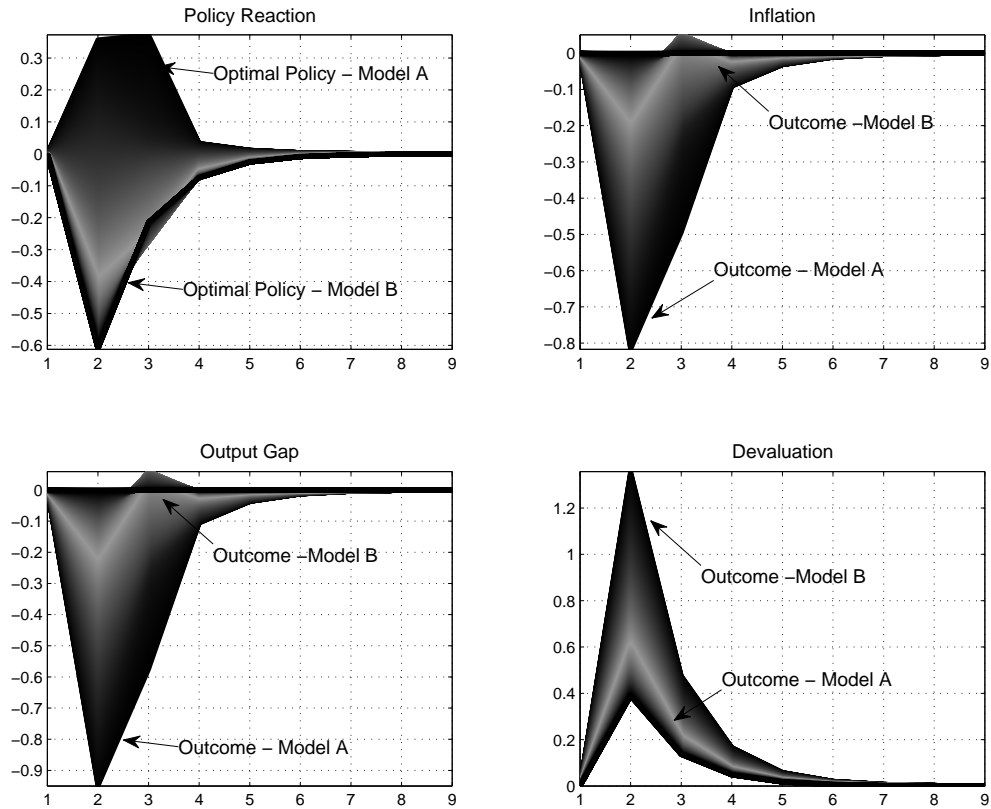 Policy Reaction
0.3
0.2
0.1
0
−0.1
−0.2
−0.3
−0.4
−0.5
−0.6
1 2 3 4 5 6 7 8 9
Optimal Policy − Model A
Optimal Policy − Model B
Inflation
0
−0.1
−0.2
−0.3
−0.4
−0.5
−0.6
−0.7
−0.8
1 2 3 4 5 6 7 8 9
Outcome −Model B
Outcome − Model A
Output Gap
0
−0.1
−0.2
−0.3
−0.4
−0.5
−0.6
−0.7
−0.8
−0.9
1 2 3 4 5 6 7 8 9
Outcome −Model B
Outcome − Model A
Devaluation
1.2
1
0.8
0.6
0.4
0.2
0
1 2 3 4 5 6 7 8 9
Outcome −Model B
Outcome − Model A